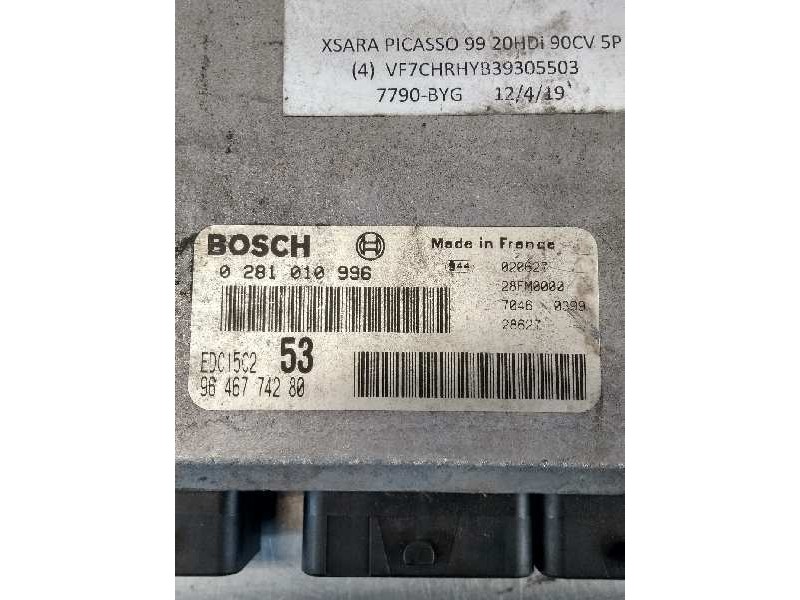 XSARA PICASSO 99 20HDi 90CV 5P
(4) VF7CHRHYB39305503
7790-BYG 12/4/19
BOSCH Made in France
0 281 010 996
020627
28FM0000
7046 0399
28627
EDC15C2 53
96 467 742 80